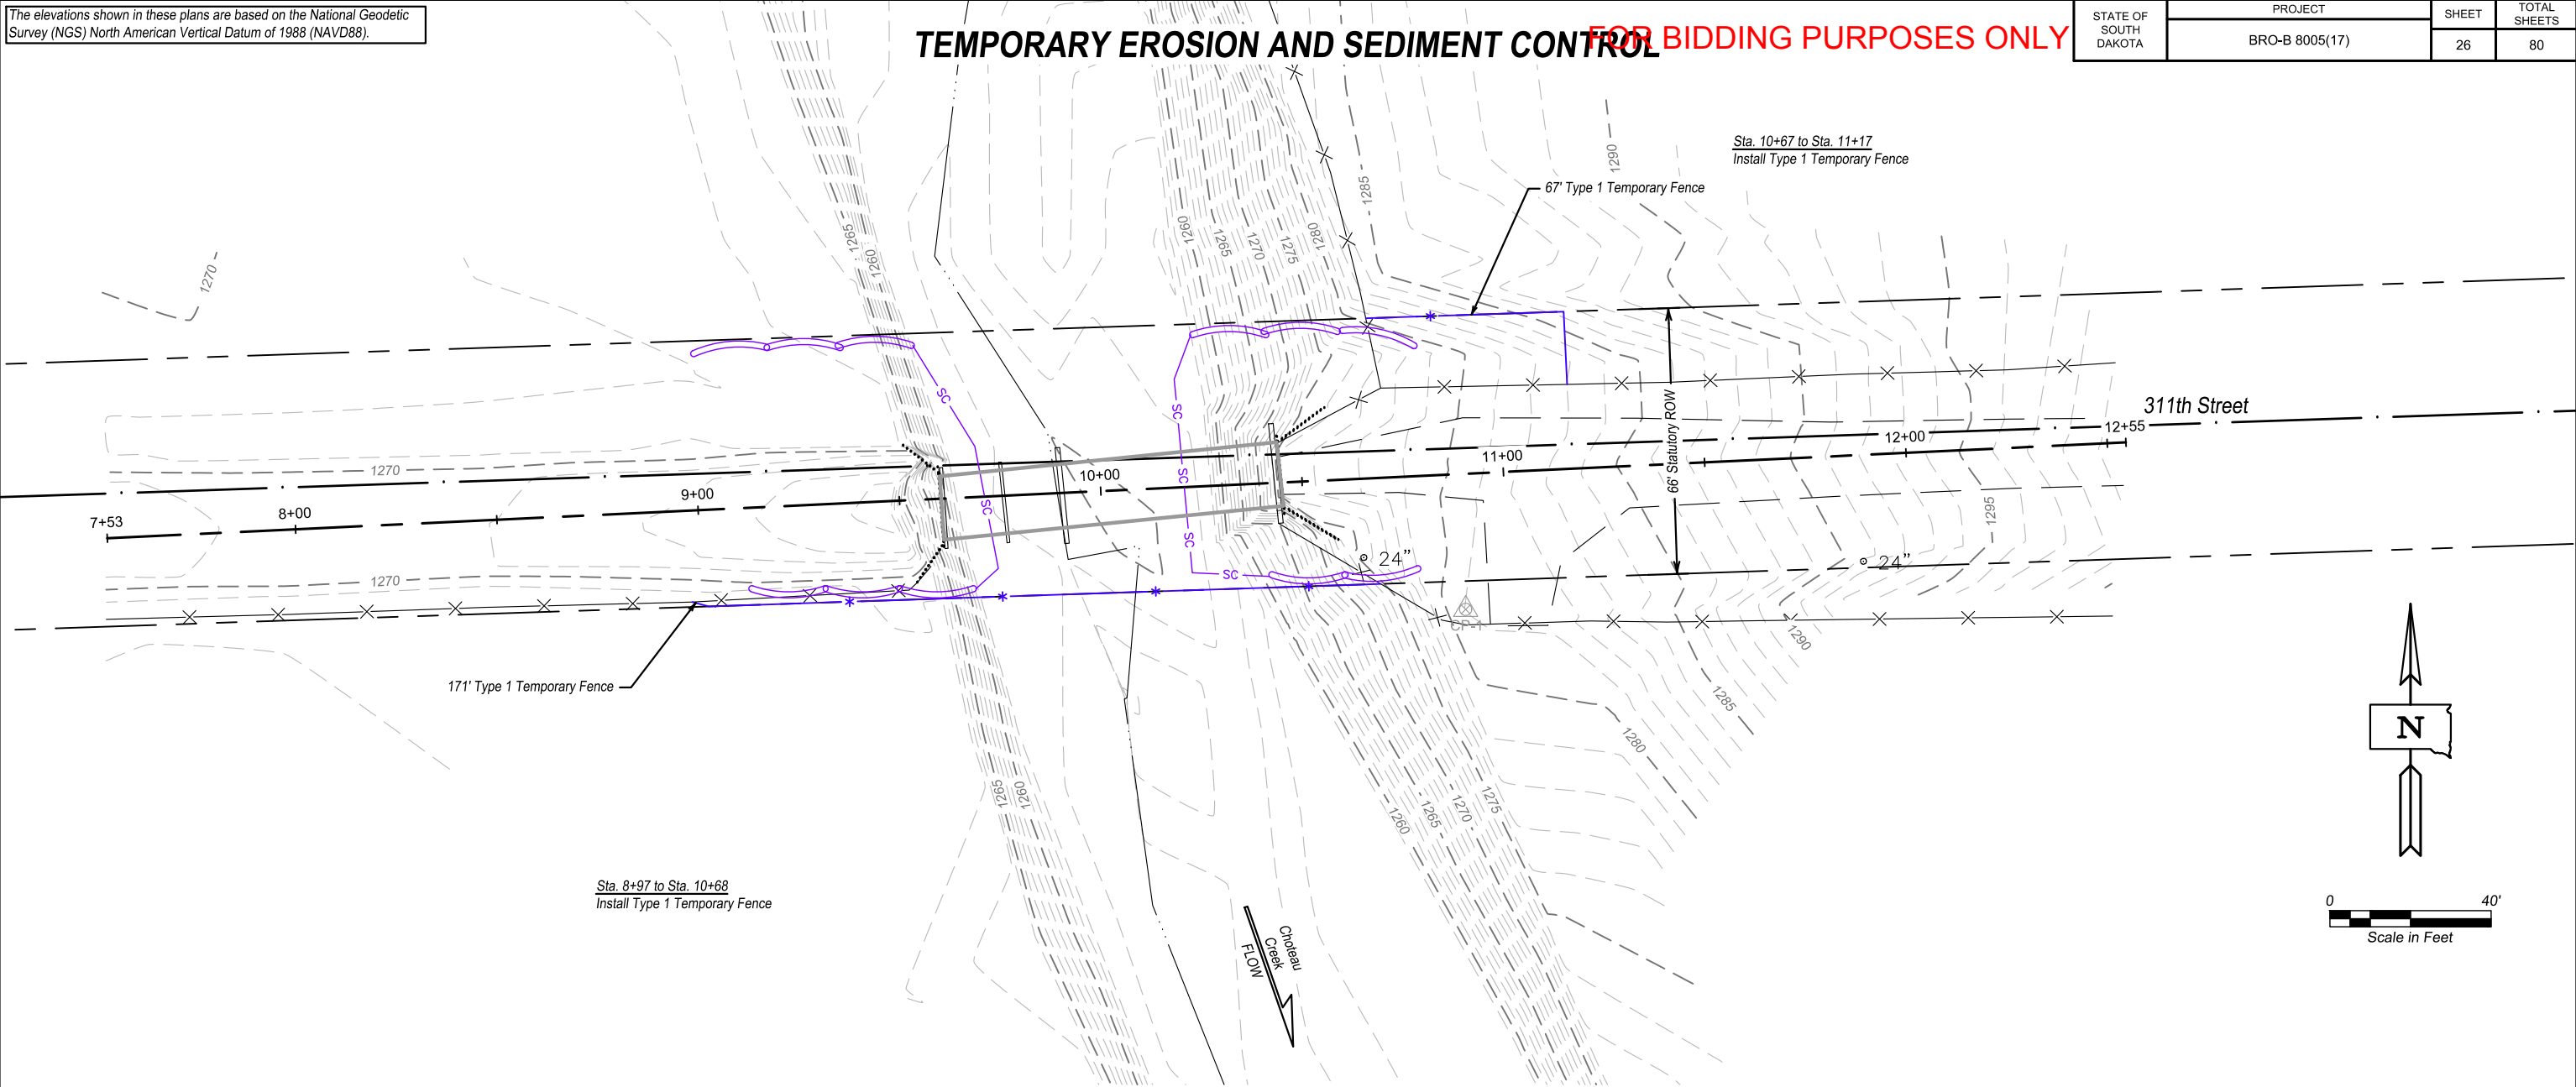 The elevations shown in these plans are based on the National Geodetic
Survey (NGS) North American Vertical Datum of 1988 (NAVD88).
TEMPORARY EROSION AND SEDIMENT CONTROL
FOR BIDDING PURPOSES ONLY
STATE OF
SOUTH
DAKOTA
PROJECT
BRO-B 8005(17)
SHEET
26
TOTAL
SHEETS
80
Sta. 10+67 to Sta. 11+17
Install Type 1 Temporary Fence
67' Type 1 Temporary Fence
1290
1285
1265
1260
1260
1265
1270
1275
1280
1270
SC
SC
66' Statutory ROW
311th Street
12+55
12+00
11+00
10+00
9+00
8+00
7+53
1270
SC
SC
SC
SC
1270
24"
24"
1295
CP-1
1290
1285
1280
171' Type 1 Temporary Fence
N
1265
1260
1260
1265
1270
1275
Sta. 8+97 to Sta. 10+68
Install Type 1 Temporary Fence
Choteau
Creek
FLOW
0
40'
Scale in Feet